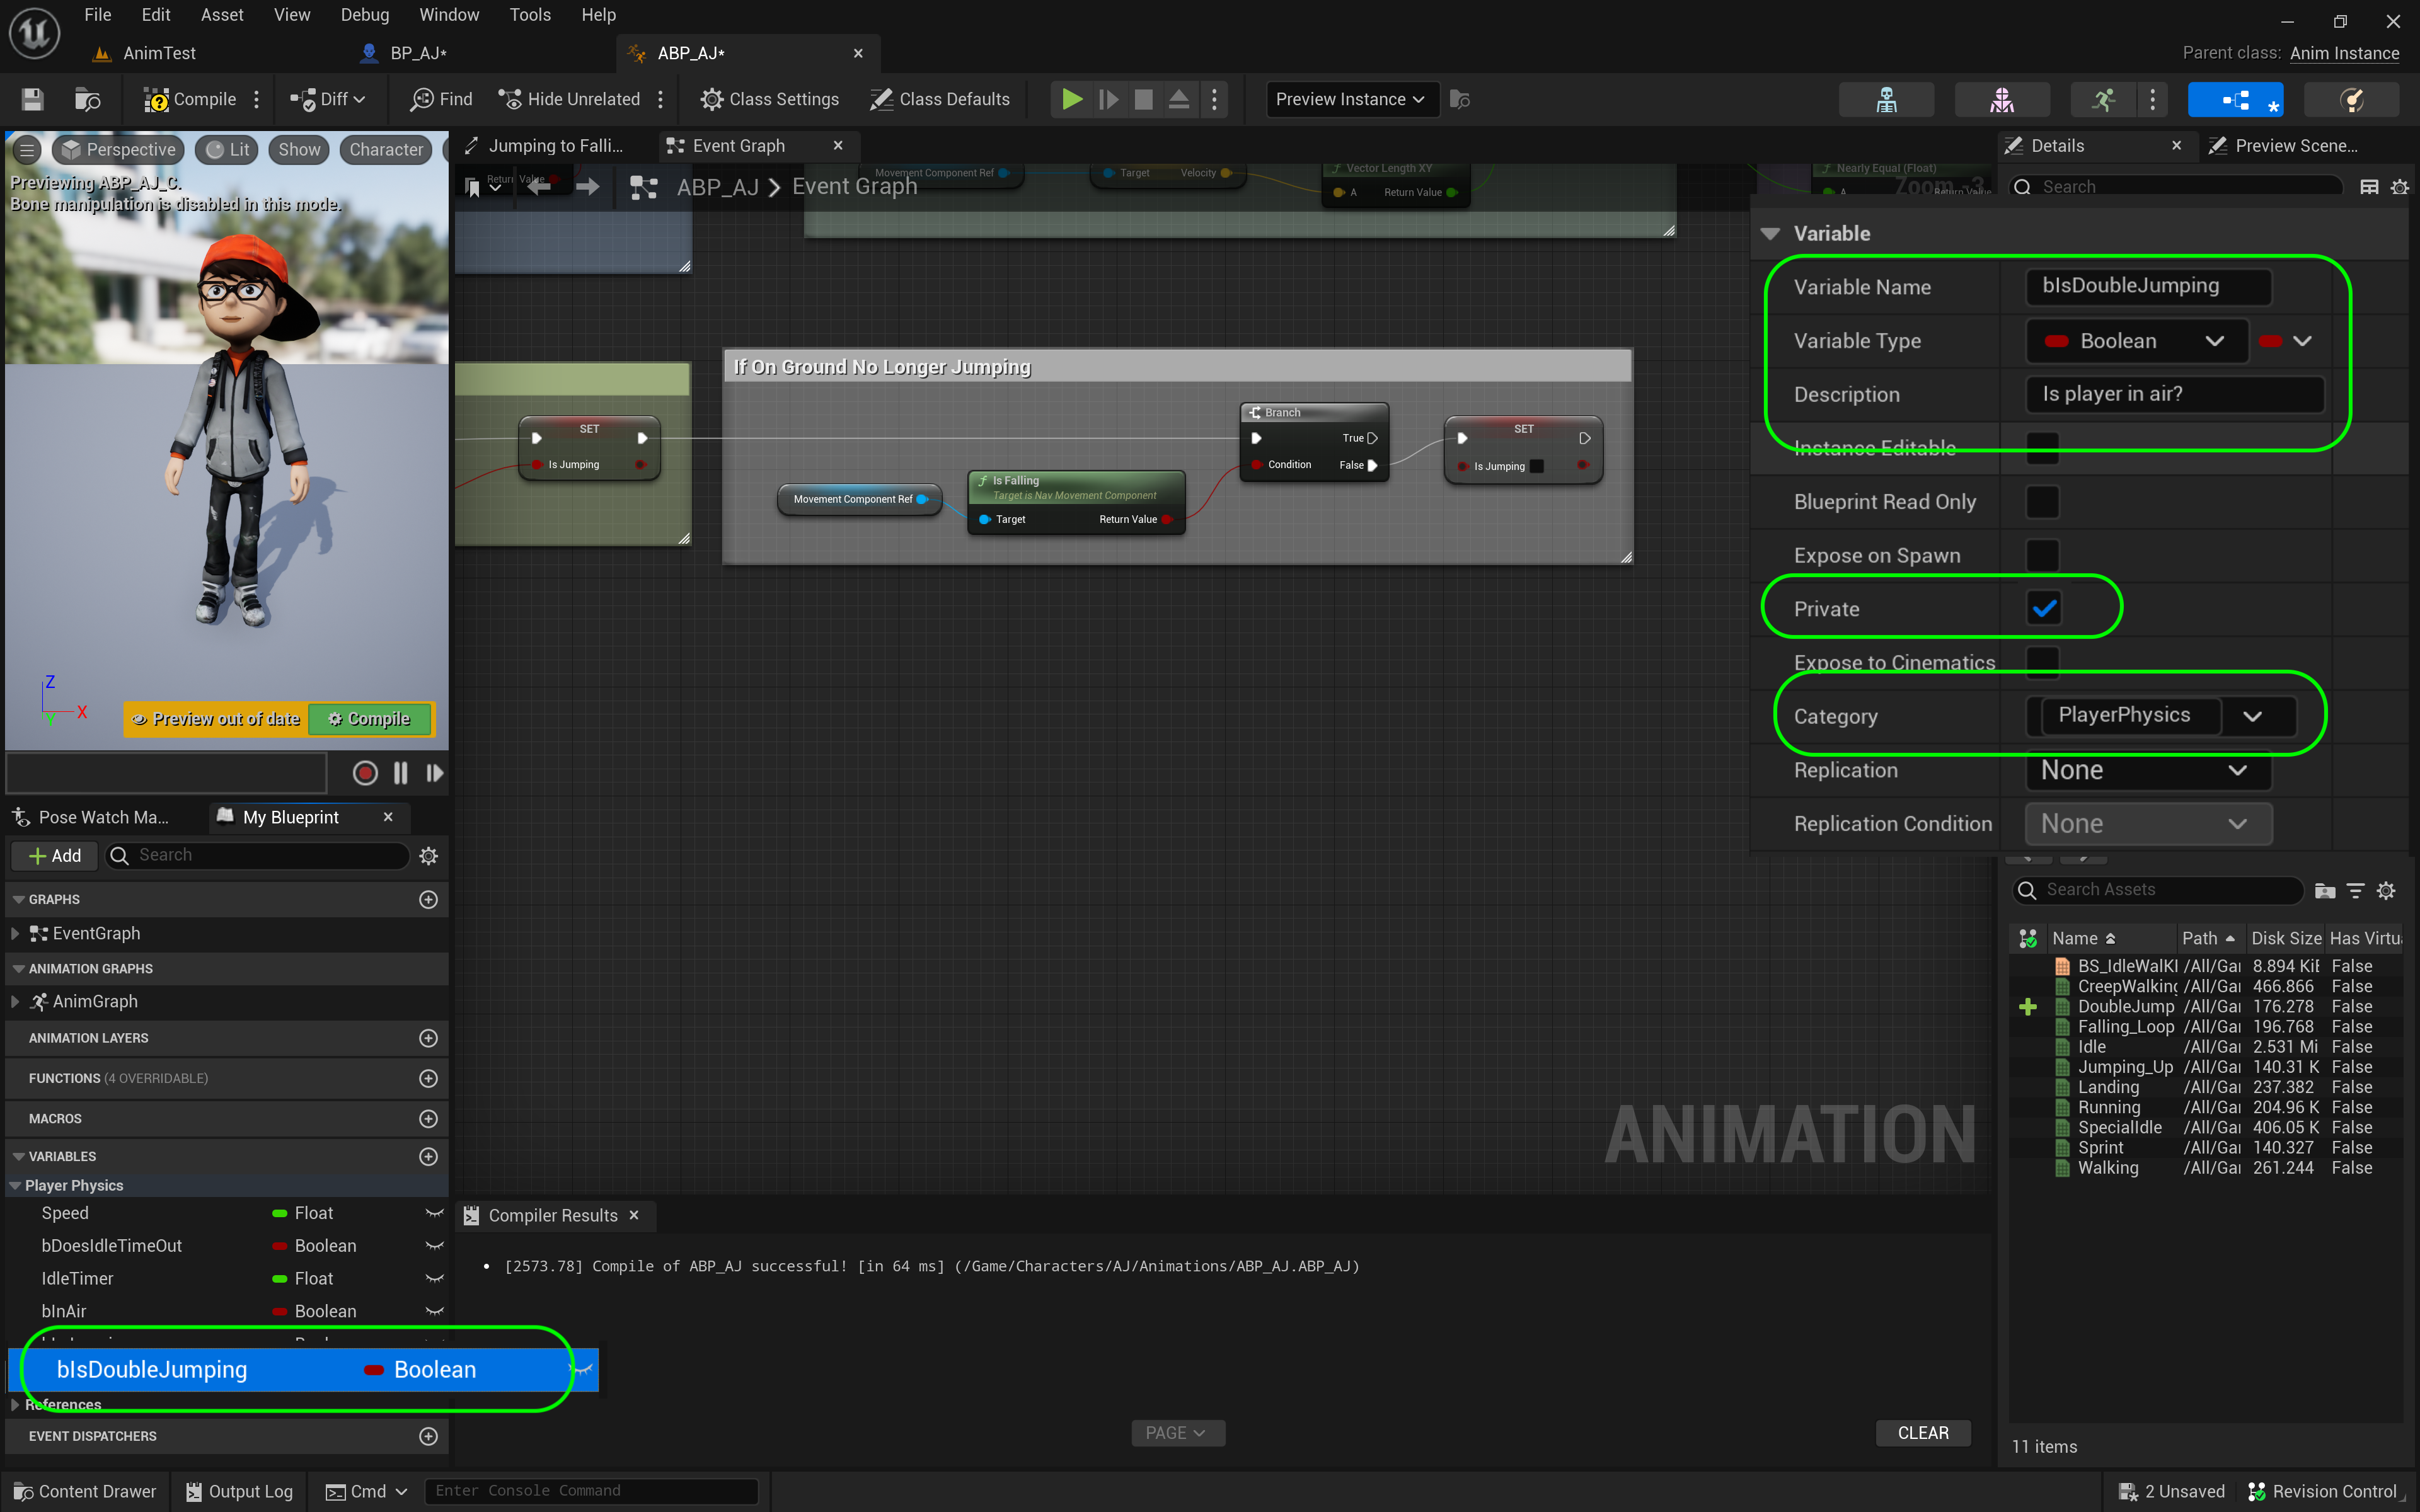 File Edit Asset View Debug Window Tools Help
AnimTest BP_AJ* ABP_AJ* Parent class: Anim Instance
Compile Diff Find Hide Unrelated Class Settings Class Defaults Preview Instance
Perspective Lit Show Character
Previewing ABP_AJ_C.
Bone manipulation is disabled in this mode.
Z
X
Y
Preview out of date Compile
Jumping to Falli... Event Graph
ABP_AJ > Event Graph
Return Value
Movement Component Ref Target Velocity
Vector Length XY
A Return Value
Nearly Equal (Float)
A Return Value
Zoom -3
SET
Is Jumping
If On Ground No Longer Jumping
Movement Component Ref
Is Falling
Target is Nav Movement Component
Target Return Value
Branch
True
Condition False
SET
Is Jumping
ANIMATION
Details Preview Scene...
Search
Variable
Variable Name bIsDoubleJumping
Variable Type Boolean
Description Is player in air?
Instance Editable
Blueprint Read Only
Expose on Spawn
Private
Expose to Cinematics
Category PlayerPhysics
Replication None
Replication Condition None
Search Assets
Name Path Disk Size Has Virtu
BS_IdleWalkI /All/Gai 8.894 KiE False
CreepWalking /All/Gai 466.866 False
DoubleJump /All/Gai 176.278 False
Falling_Loop /All/Gai 196.768 False
Idle /All/Gai 2.531 Mi False
Jumping_Up /All/Gai 140.31 K False
Landing /All/Gai 237.382 False
Running /All/Gai 204.96 K False
SpecialIdle /All/Gai 406.05 K False
Sprint /All/Gai 140.327 False
Walking /All/Gai 261.244 False
11 items
Pose Watch Ma... My Blueprint
Add Search
GRAPHS
EventGraph
ANIMATION GRAPHS
AnimGraph
ANIMATION LAYERS
FUNCTIONS (4 OVERRIDABLE)
MACROS
VARIABLES
Player Physics
Speed Float
bDoesIdleTimeOut Boolean
IdleTimer Float
bInAir Boolean
bIsDoubleJumping Boolean
References
EVENT DISPATCHERS
Compiler Results
[2573.78] Compile of ABP_AJ successful! [in 64 ms] (/Game/Characters/AJ/Animations/ABP_AJ.ABP_AJ)
PAGE CLEAR
Content Drawer Output Log Cmd Enter Console Command 2 Unsaved Revision Control